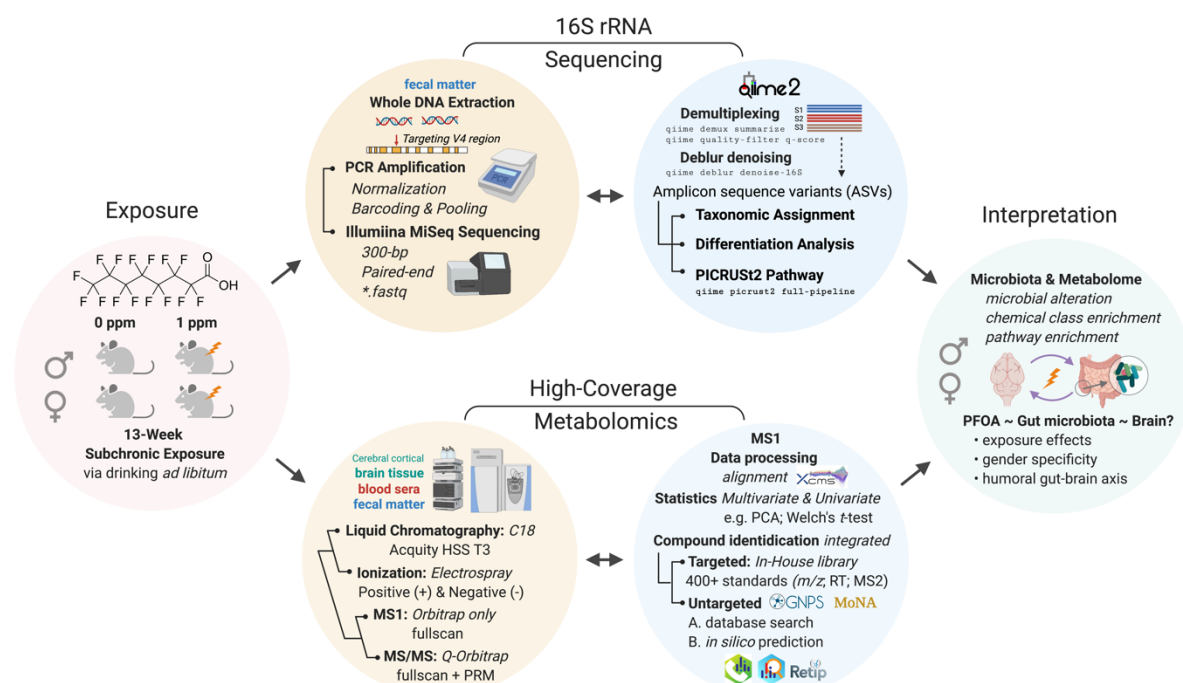 16S rRNA
Sequencing
fecal matter
Whole DNA Extraction
Targeting V4 region
PCR Amplification
PCR
Normalization
Barcoding & Pooling
Illumiina MiSeq Sequencing
300-bp
Paired-end
*.fastq
qiime2
Demultiplexing
qiime demux summarize
qiime quality-filter q-score
S1
S2
S3
Deblur denoising
qiime deblur denoise-16S
Amplicon sequence variants (ASVs)
Taxonomic Assignment
Differentiation Analysis
PICRUSt2 Pathway
qiime picrust2 full-pipeline
Exposure
F F F F F F F O
F
F F F F F F F OH
0 ppm 1 ppm
13-Week
Subchronic Exposure
via drinking ad libitum
High-Coverage
Metabolomics
Cerebral cortical
brain tissue
blood sera
fecal matter
Liquid Chromatography: C18
Acquity HSS T3
Ionization: Electrospray
Positive (+) & Negative (-)
MS1: Orbitrap only
fullscan
MS/MS: Q-Orbitrap
fullscan + PRM
MS1
Data processing
alignment XCMS
Statistics Multivariate & Univariate
e.g. PCA; Welch's t-test
Compound identidication integrated
Targeted: In-House library
400+ standards (m/z; RT; MS2)
Untargeted GNPS MoNA
A. database search
B. in silico prediction
Retip
Interpretation
Microbiota & Metabolome
microbial alteration
chemical class enrichment
pathway enrichment
PFOA ~ Gut microbiota ~ Brain?
• exposure effects
• gender specificity
• humoral gut-brain axis